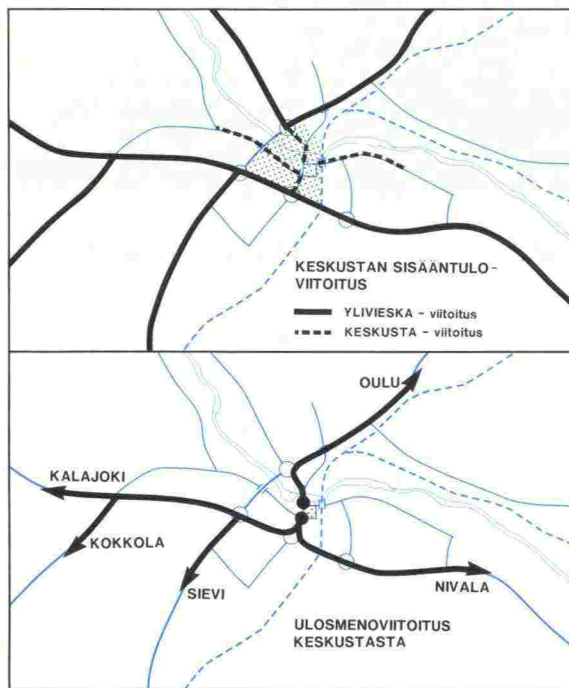 KESKUSTAN SISÄÄNTULO-
VIITOITUS
YLIVIESKA - viitoitus
KESKUSTA - viitoitus
OULU
KALAJOKI
KOKKOLA
SIEVI
NIVALA
ULOSMENOVIITOITUS
KESKUSTASTA